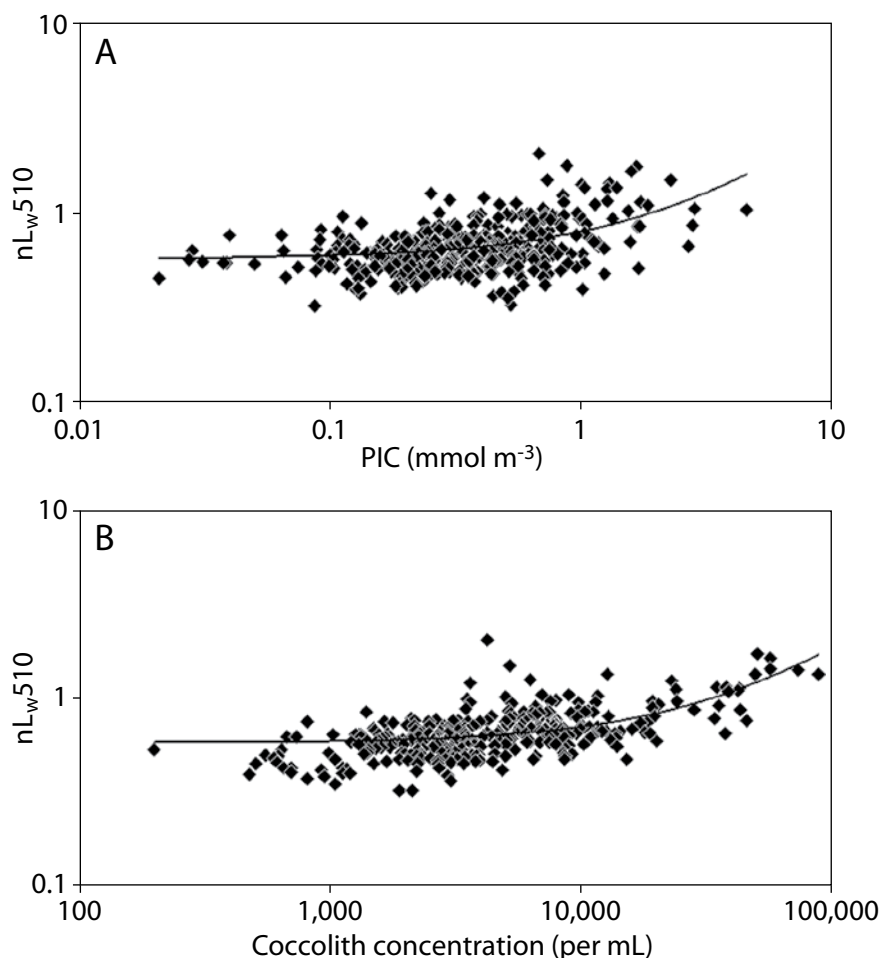 A
10
1
0.1
nLw510
0.01 0.1 1 10
PIC (mmol m-3)
B
10
1
0.1
nLw510
100 1,000 10,000 100,000
Coccolith concentration (per mL)